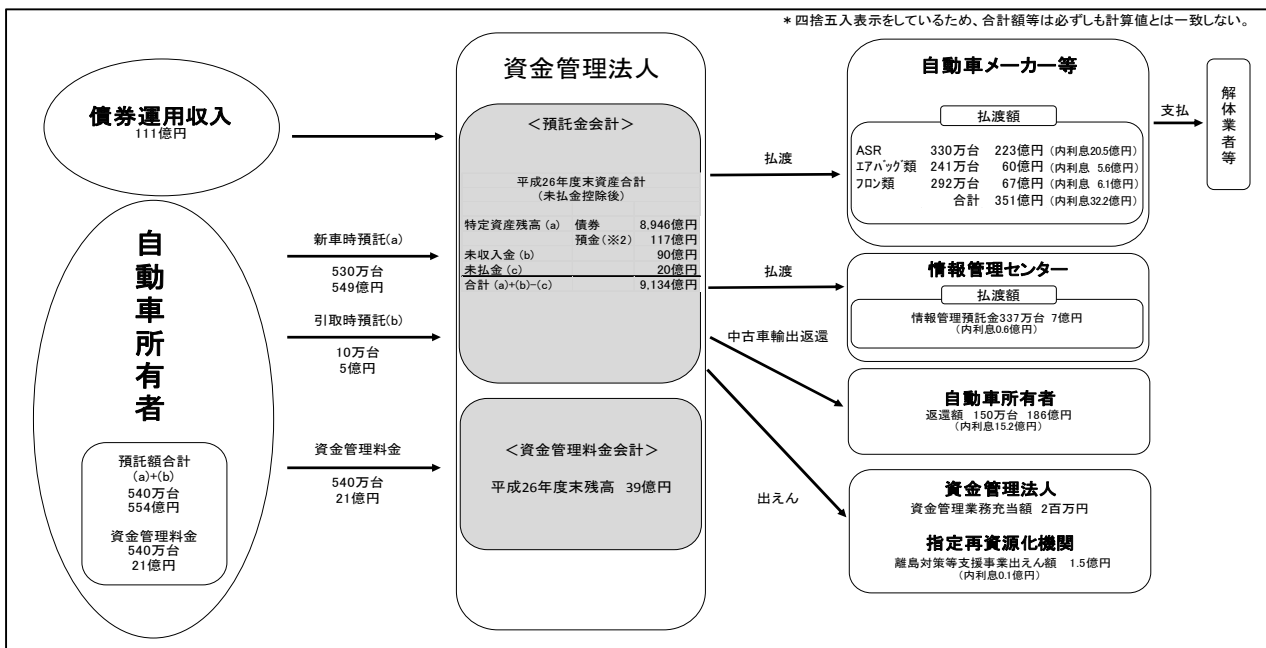 ＊四捨五入表示をしているため、合計額等は必ずしも計算値とは一致しない。
債券運用収入
111億円
自動車所有者
預託額合計
(a)+(b)
540万台
554億円
資金管理料金
540万台
21億円
新車時預託(a)
530万台
549億円
引取時預託(b)
10万台
5億円
資金管理料金
540万台
21億円
資金管理法人
＜預託金会計＞
平成26年度末資産合計
(未払金控除後)
特定資産残高 (a) 債券 8,946億円
預金(※2) 117億円
未収入金 (b) 90億円
未払金 (c) 20億円
合計 (a)+(b)-(c) 9,134億円
＜資金管理料金会計＞
平成26年度末残高 39億円
払渡
払渡
中古車輸出返還
出えん
自動車メーカー等
払渡額
ASR 330万台 223億円 (内利息20.5億円)
エアバッグ類 241万台 60億円 (内利息 5.6億円)
フロン類 292万台 67億円 (内利息 6.1億円)
合計 351億円 (内利息32.2億円)
支払
解体業者等
情報管理センター
払渡額
情報管理預託金337万台 7億円
(内利息0.6億円)
自動車所有者
返還額 150万台 186億円
(内利息15.2億円)
資金管理法人
資金管理業務充当額 2百万円
指定再資源化機関
離島対策等支援事業出えん額 1.5億円
(内利息0.1億円)